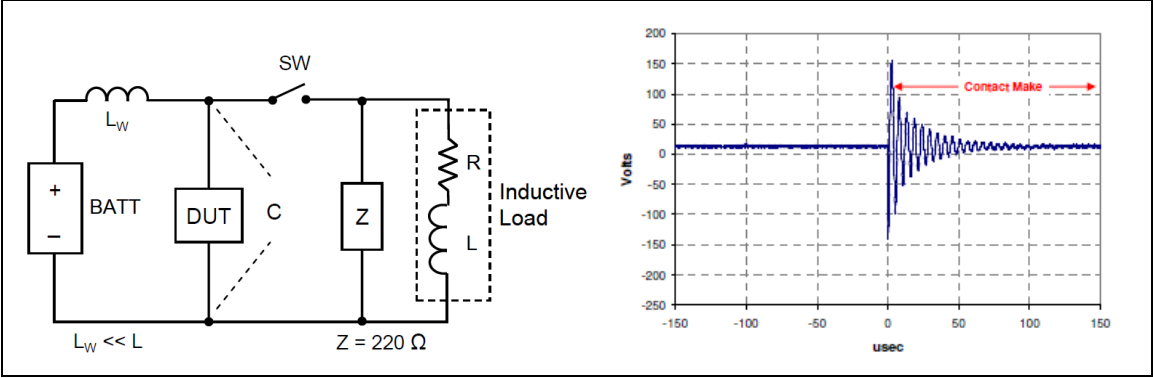 SW
L_W
+
BATT
−
DUT
C
Z
R
L
Inductive
Load
L_W << L
Z = 220 Ω
200
150
100
50
0
-50
-100
-150
-200
-250
Volts
Contact Make
-150
-100
-50
0
50
100
150
usec